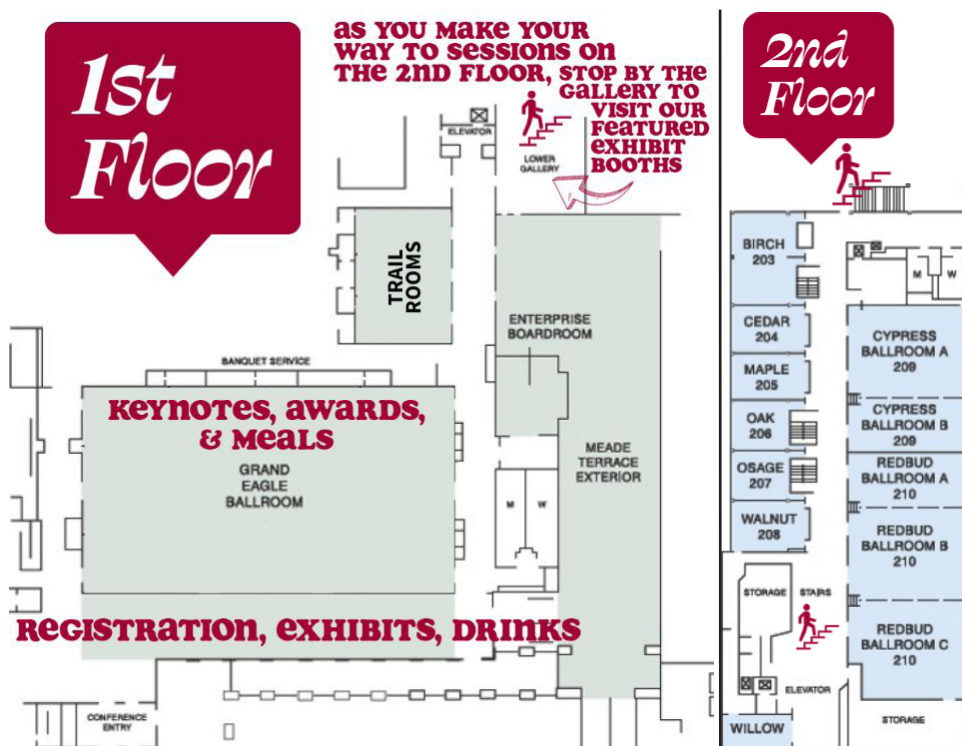 1st
Floor
as you make your
way to sessions on
the 2nd floor, stop by the
gallery to
visit our
featured
exhibit
booths
ELEVATOR
LOWER
GALLERY
TRAIL
ROOMS
ENTERPRISE
BOARDROOM
BANQUET SERVICE
Keynotes, awards,
& Meals
GRAND
EAGLE
BALLROOM
MEADE
TERRACE
EXTERIOR
M
W
Registration, exhibits, drinks
CONFERENCE
ENTRY
2nd
Floor
BIRCH
203
M
W
CEDAR
204
CYPRESS
BALLROOM A
209
MAPLE
205
OAK
206
CYPRESS
BALLROOM B
209
OSAGE
207
REDBUD
BALLROOM A
210
WALNUT
208
REDBUD
BALLROOM B
210
STORAGE
STAIRS
REDBUD
BALLROOM C
210
ELEVATOR
WILLOW
STORAGE